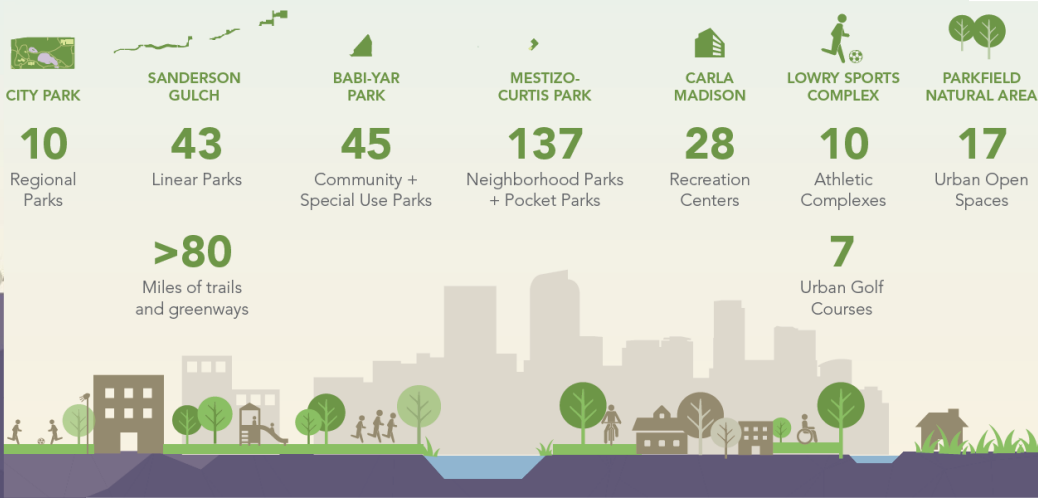 CITY PARK
10
Regional
Parks
SANDERSON
GULCH
43
Linear Parks
>80
Miles of trails
and greenways
BABI-YAR
PARK
45
Community +
Special Use Parks
MESTIZO-
CURTIS PARK
137
Neighborhood Parks
+ Pocket Parks
CARLA
MADISON
28
Recreation
Centers
LOWRY SPORTS
COMPLEX
10
Athletic
Complexes
7
Urban Golf
Courses
PARKFIELD
NATURAL AREA
17
Urban Open
Spaces